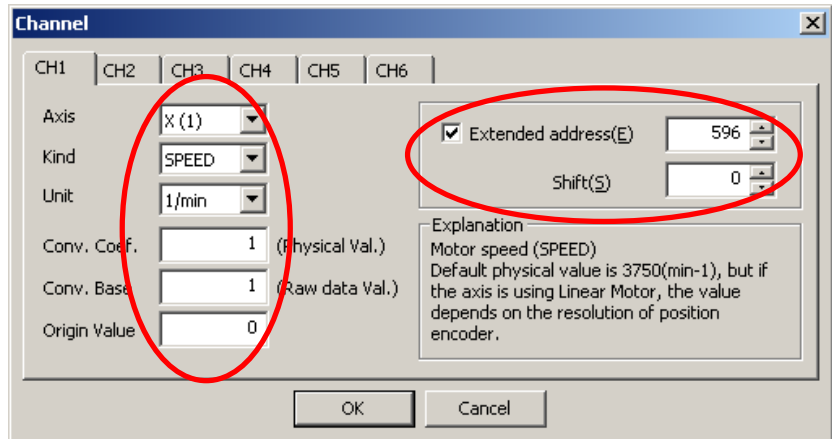 Channel
CH1 CH2 CH3 CH4 CH5 CH6
Axis X (1)
Kind SPEED
Unit 1/min
Conv. Coef. 1 (Physical Val.)
Conv. Base 1 (Raw data Val.)
Origin Value 0
Extended address(E) 596
Shift(S) 0
Explanation
Motor speed (SPEED)
Default physical value is 3750(min-1), but if
the axis is using Linear Motor, the value
depends on the resolution of position
encoder.
OK Cancel